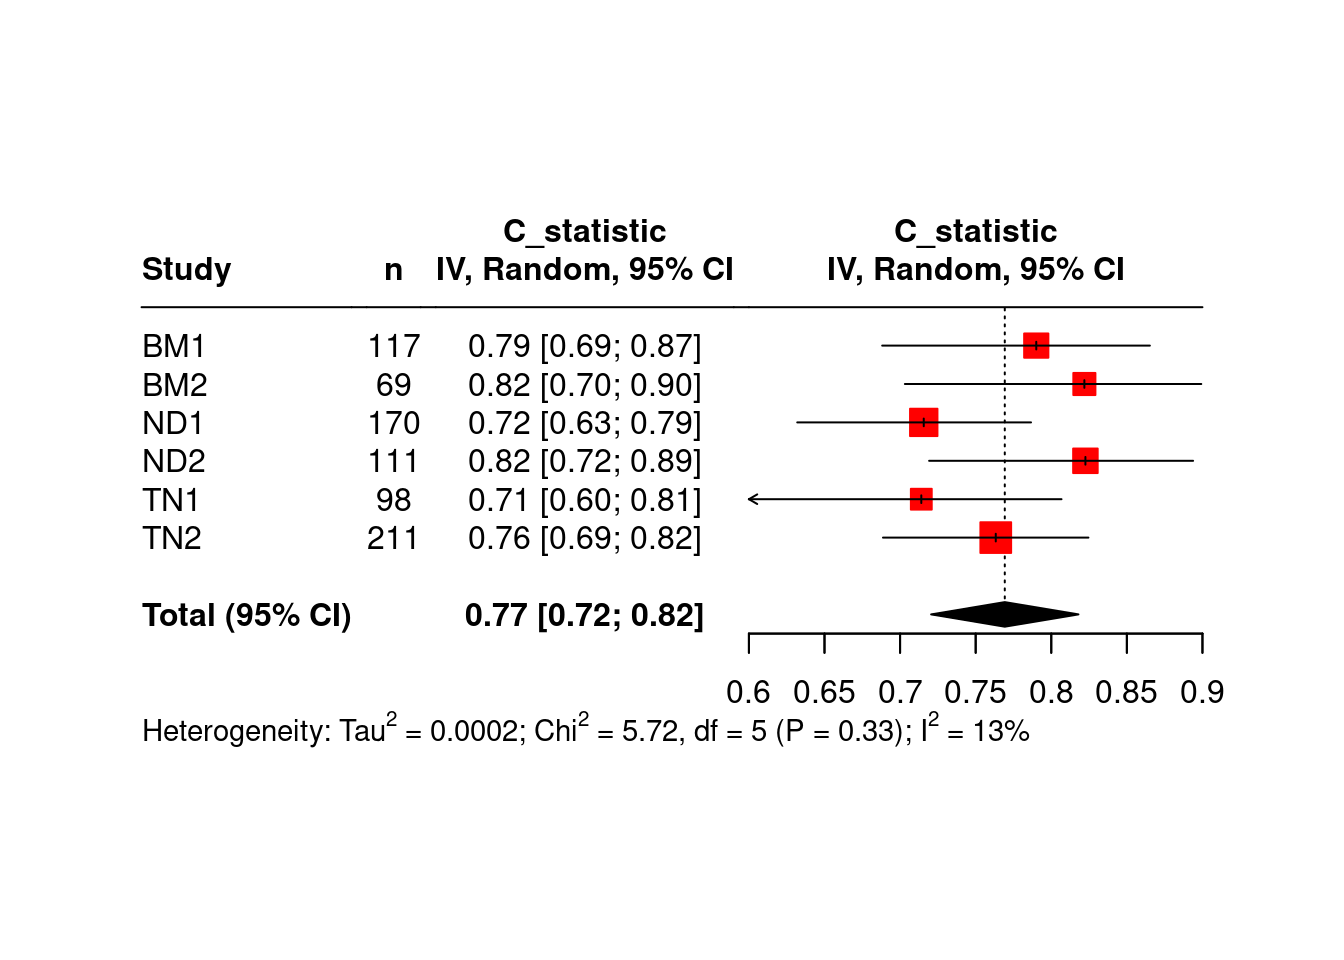 C_statistic C_statistic
Study n IV, Random, 95% CI IV, Random, 95% CI
BM1 117 0.79 [0.69; 0.87]
BM2 69 0.82 [0.70; 0.90]
ND1 170 0.72 [0.63; 0.79]
ND2 111 0.82 [0.72; 0.89]
TN1 98 0.71 [0.60; 0.81]
TN2 211 0.76 [0.69; 0.82]
Total (95% CI) 0.77 [0.72; 0.82]
0.6 0.65 0.7 0.75 0.8 0.85 0.9
Heterogeneity: Tau² = 0.0002; Chi² = 5.72, df = 5 (P = 0.33); I² = 13%